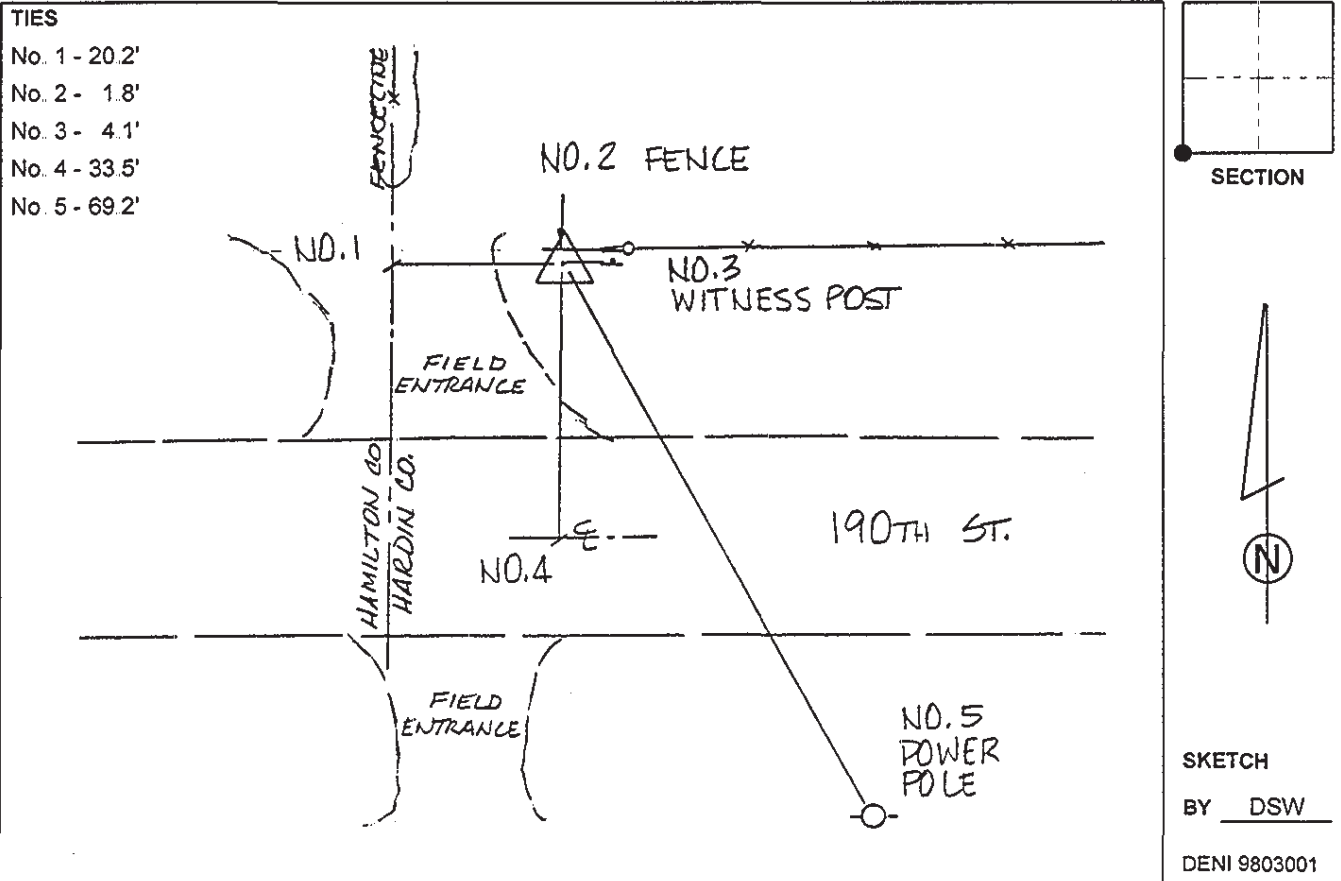 TIES
No. 1 - 20.2'
No. 2 - 1.8'
No. 3 - 4.1'
No. 4 - 33.5'
No. 5 - 69.2'
FENCELINE
NO.2 FENCE
NO.1
NO.3
WITNESS POST
FIELD
ENTRANCE
HAMILTON CO
HARDIN CO.
℄
NO.4
190TH ST.
FIELD
ENTRANCE
NO.5
POWER
POLE
SECTION
N
SKETCH
BY DSW
DENI 9803001